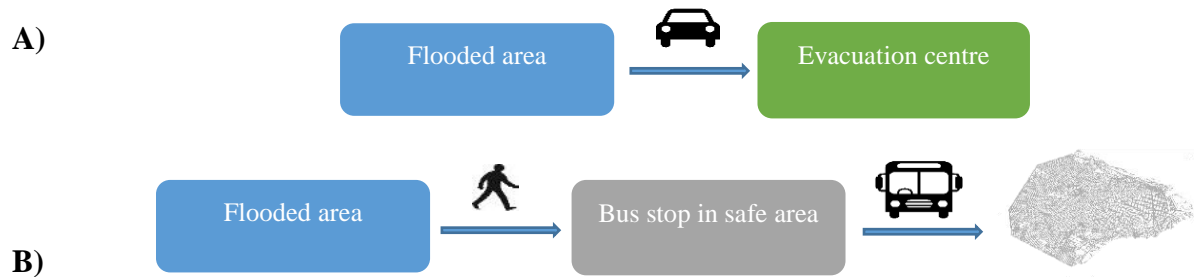 A)
Flooded area
Evacuation centre
Flooded area
Bus stop in safe area
B)